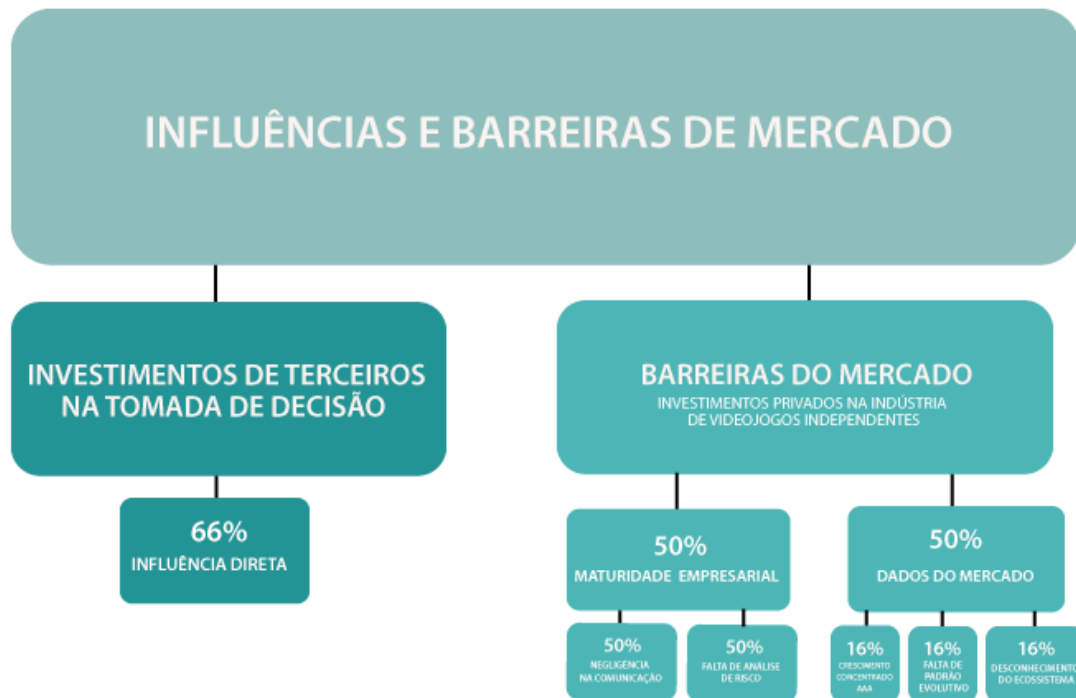 INFLUÊNCIAS E BARREIRAS DE MERCADO
INVESTIMENTOS DE TERCEIROS
NA TOMADA DE DECISÃO
66%
INFLUÊNCIA DIRETA
BARREIRAS DO MERCADO
INVESTIMENTOS PRIVADOS NA INDÚSTRIA
DE VIDEOJOGOS INDEPENDENTES
50%
MATURIDADE EMPRESARIAL
50%
DADOS DO MERCADO
50%
NEGLIGÊNCIA
NA COMUNICAÇÃO
50%
FALTA DE ANÁLISE
DE RISCO
16%
CRESCIMENTO
CONCENTRADO
AAA
16%
FALTA DE
PADRÃO
EVOLUTIVO
16%
DESCONHECIMENTO
DO ECOSSISTEMA